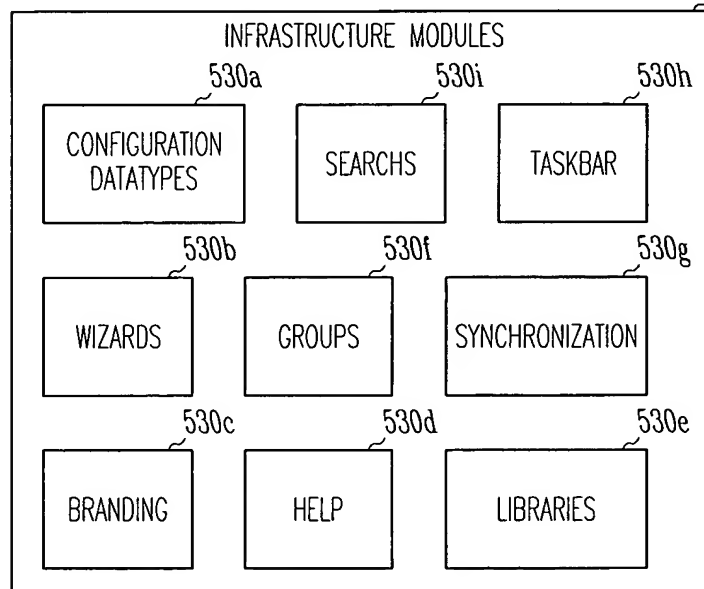 INFRASTRUCTURE MODULES
530a
530i
530h
CONFIGURATION
DATATYPES
SEARCHS
TASKBAR
530b
530f
530g
WIZARDS
GROUPS
SYNCHRONIZATION
530c
530d
530e
BRANDING
HELP
LIBRARIES